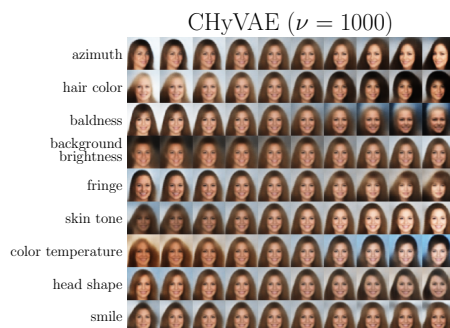 CHyVAE (ν = 1000)
azimuth
hair color
baldness
background
brightness
fringe
skin tone
color temperature
head shape
smile